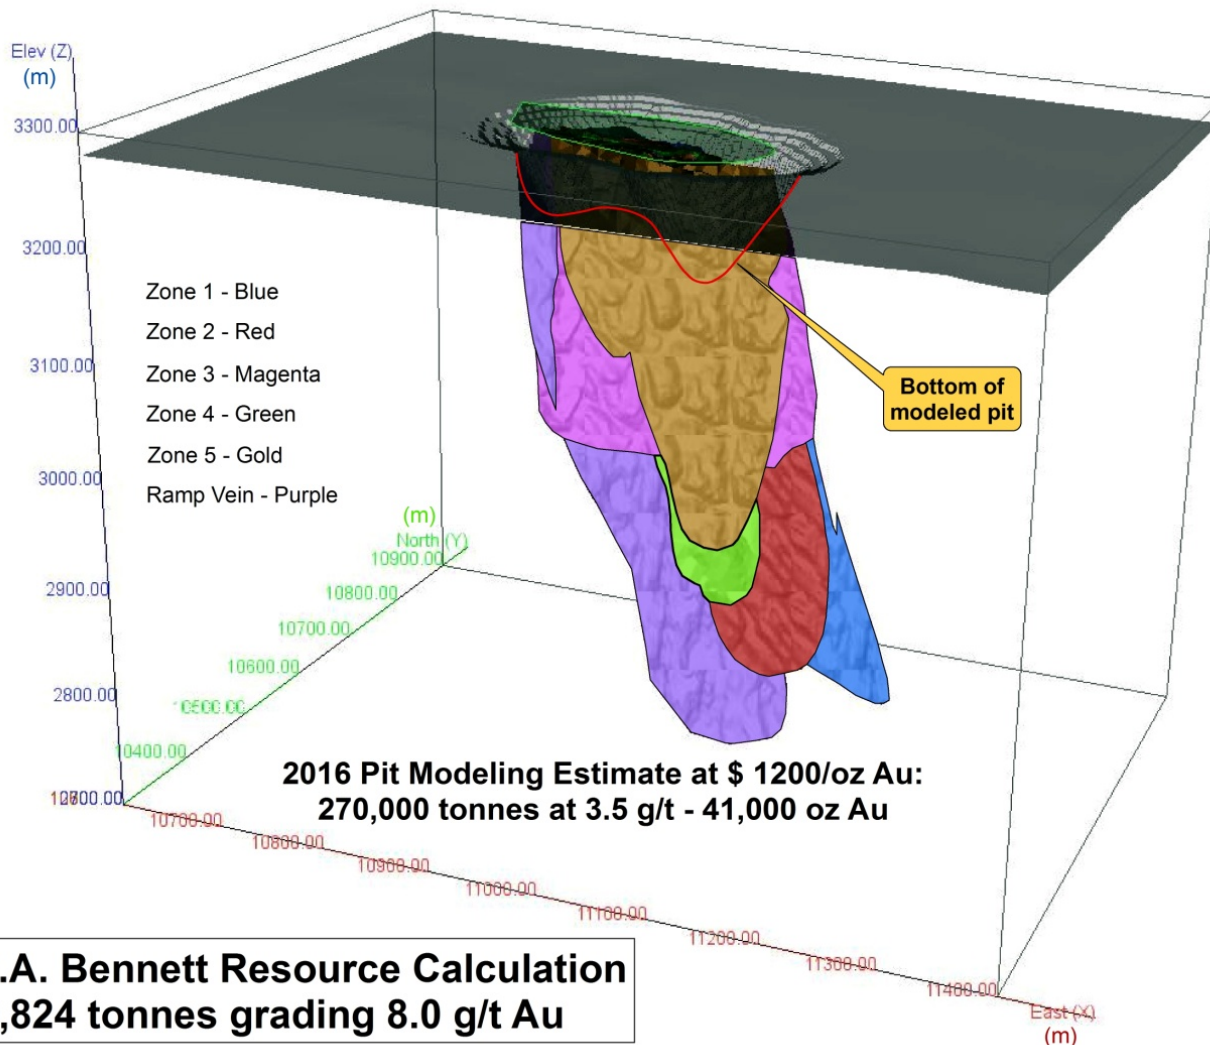 Elev (Z)
(m)
3300.00
3200.00
3100.00
3000.00
2900.00
2800.00
2700.00
Zone 1 - Blue
Zone 2 - Red
Zone 3 - Magenta
Zone 4 - Green
Zone 5 - Gold
Ramp Vein - Purple
Bottom of
modeled pit
(m)
North (Y)
10900.00
10800.00
10700.00
10600.00
10500.00
10400.00
2016 Pit Modeling Estimate at $ 1200/oz Au:
270,000 tonnes at 3.5 g/t - 41,000 oz Au
10700.00
10800.00
10900.00
11000.00
11100.00
11200.00
11300.00
11400.00
East (X)
(m)
.A. Bennett Resource Calculation
,824 tonnes grading 8.0 g/t Au